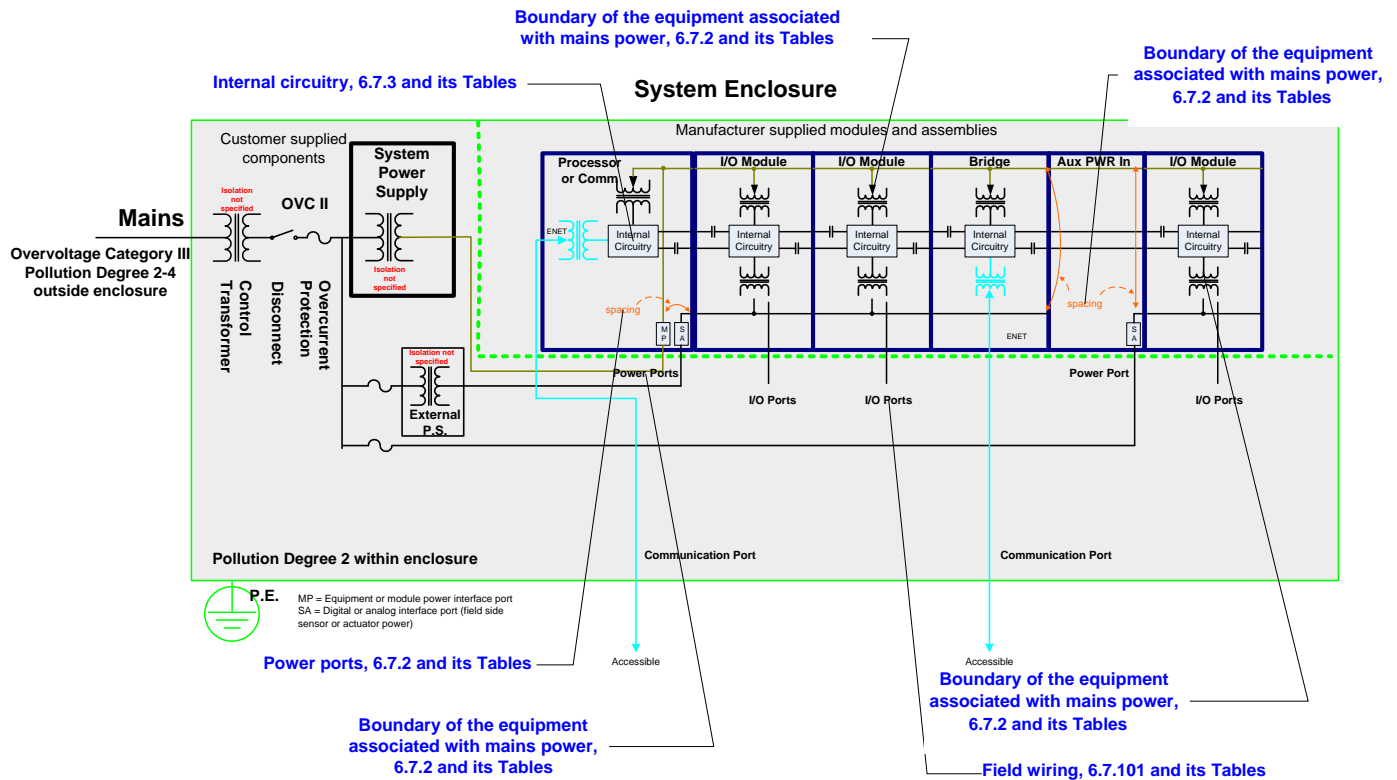 Boundary of the equipment associated
with mains power, 6.7.2 and its Tables
Boundary of the equipment
associated with mains power,
6.7.2 and its Tables
Internal circuitry, 6.7.3 and its Tables
System Enclosure
Customer supplied
components
Manufacturer supplied modules and assemblies
System
Power
Supply
Processor
or Comm
I/O Module
I/O Module
Bridge
Aux PWR In
I/O Module
Isolation
not
specified
OVC II
Mains
Overvoltage Category III
Pollution Degree 2-4
outside enclosure
ENET
Internal
Circuitry
Internal
Circuitry
Internal
Circuitry
Internal
Circuitry
Internal
Circuitry
Isolation
not
specified
Control
Transformer
Disconnect
Overcurrent
Protection
spacing
spacing
M
P
S
A
ENET
S
A
Isolation not
specified
External
P.S.
Power Ports
Power Port
I/O Ports
I/O Ports
I/O Ports
Pollution Degree 2 within enclosure
Communication Port
Communication Port
P.E.
MP = Equipment or module power interface port
SA = Digital or analog interface port (field side
sensor or actuator power)
Power ports, 6.7.2 and its Tables
Accessible
Accessible
Boundary of the equipment
associated with mains power,
6.7.2 and its Tables
Boundary of the equipment
associated with mains power,
6.7.2 and its Tables
Field wiring, 6.7.101 and its Tables